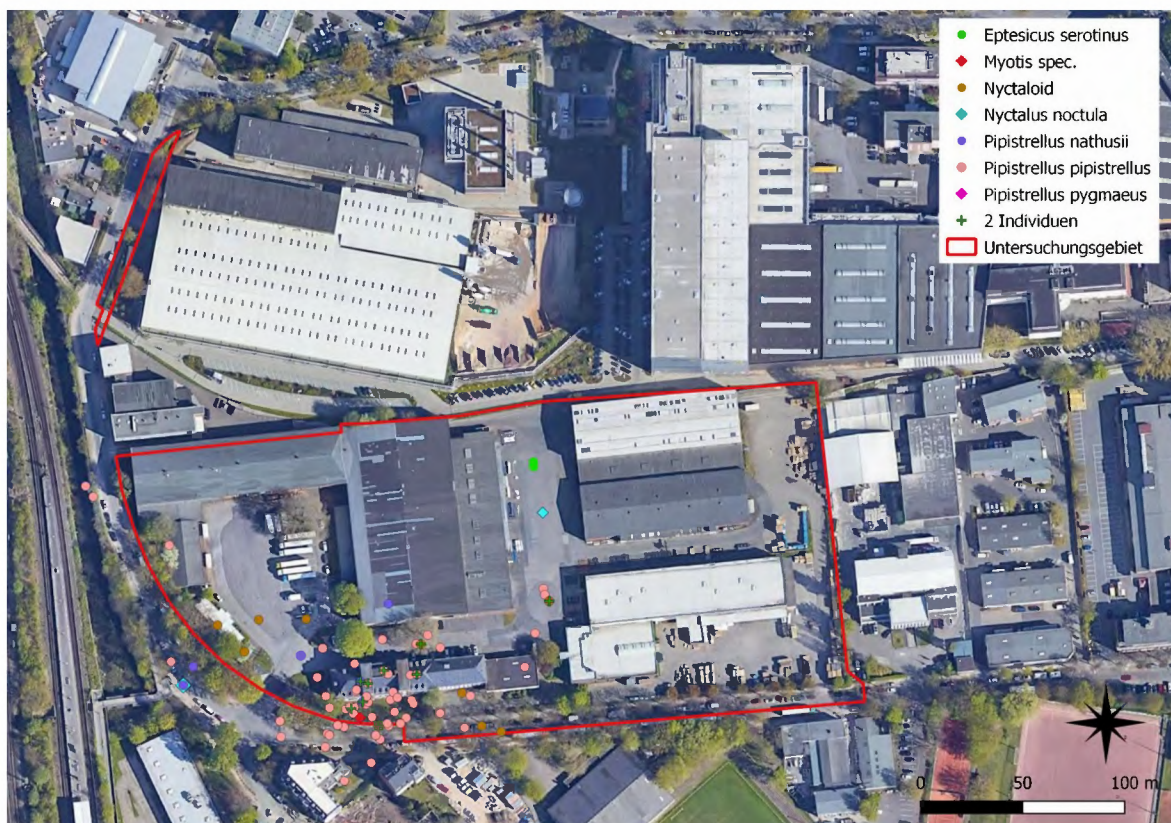 Eptesicus serotinus
Myotis spec.
Nyctaloid
Nyctalus noctula
Pipistrellus nathusii
Pipistrellus pipistrellus
Pipistrellus pygmaeus
2 Individuen
Untersuchungsgebiet
0 50 100 m